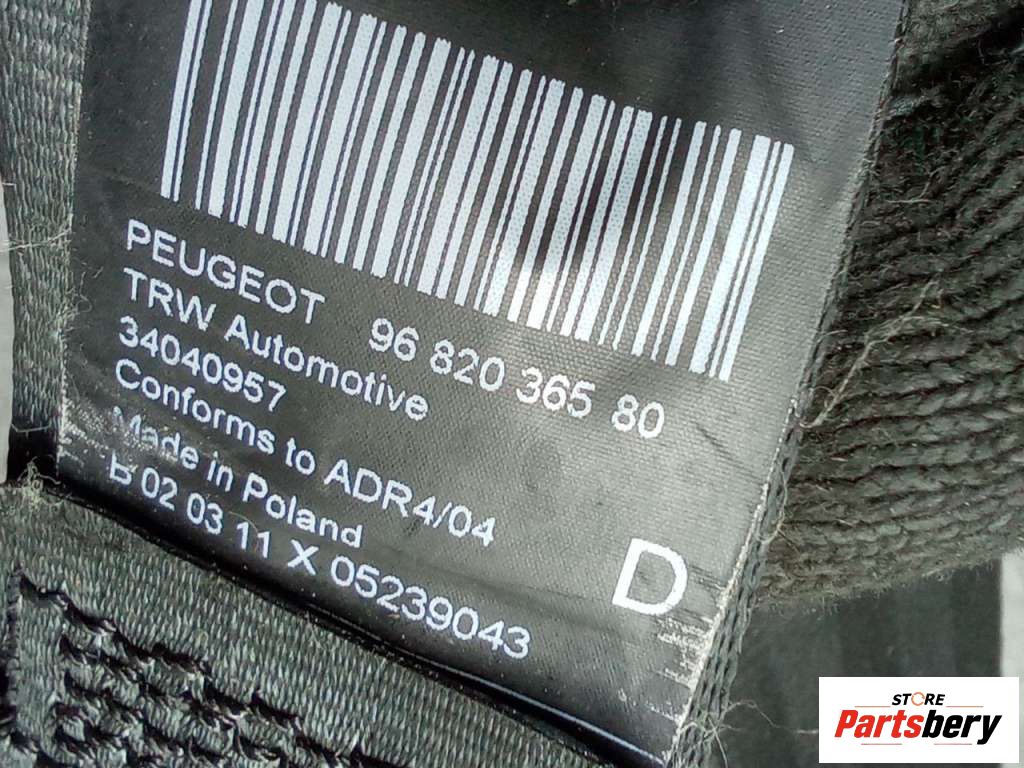 PEUGEOT 96 820 365 80
TRW Automotive
34040957
Conforms to ADR4/04
Made in Poland
02 03 11 X 05239043
D
STORE
Partsbery